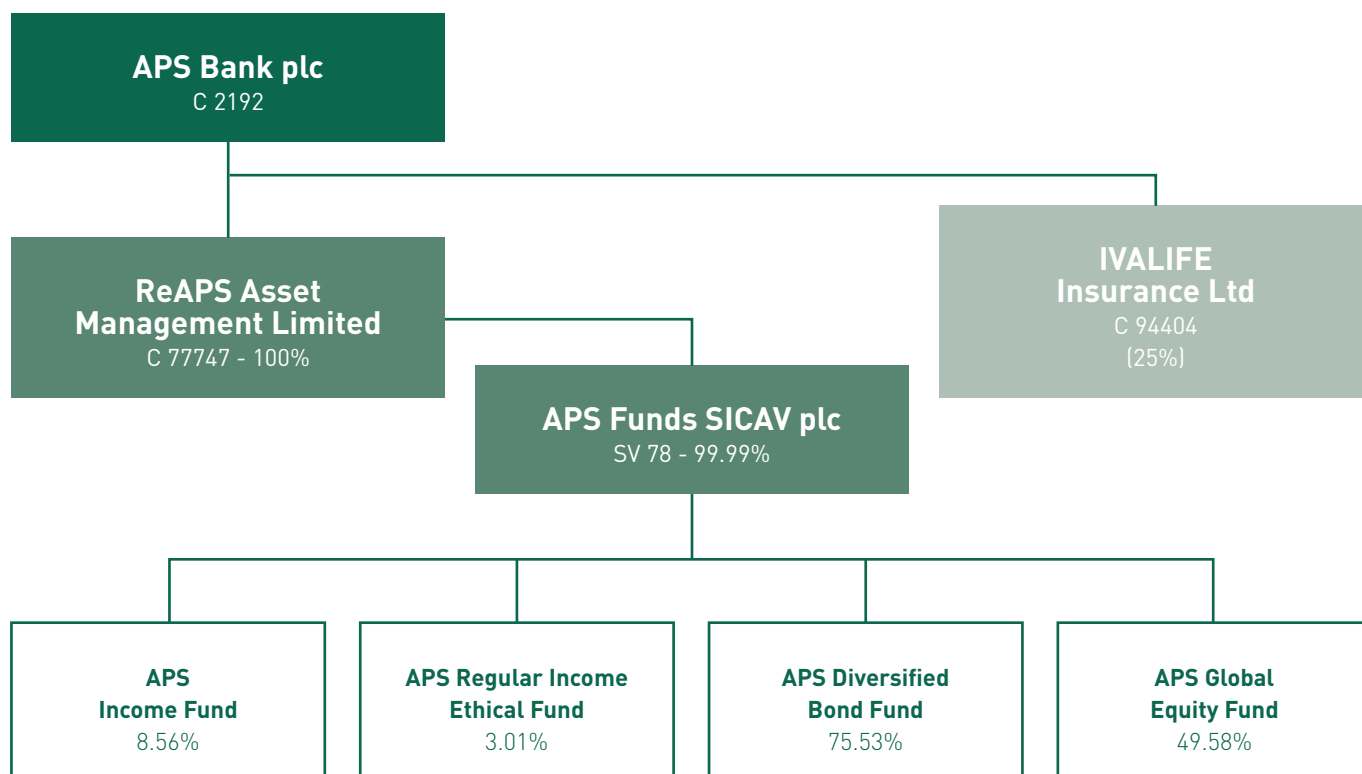 APS Bank plc
C 2192
ReAPS Asset
Management Limited
C 77747 - 100%
IVALIFE
Insurance Ltd
C 94404
(25%)
APS Funds SICAV plc
SV 78 - 99.99%
APS
Income Fund
8.56%
APS Regular Income
Ethical Fund
3.01%
APS Diversified
Bond Fund
75.53%
APS Global
Equity Fund
49.58%